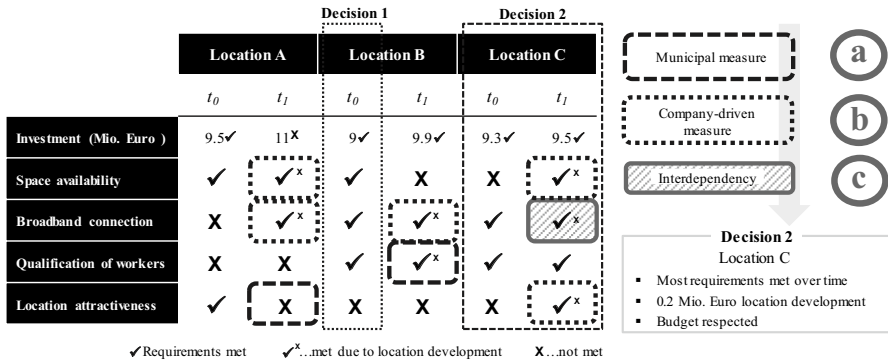 Decision 1
Decision 2
Location A
Location B
Location C
t0 t1 t0 t1 t0 t1
Investment (Mio. Euro ) 9.5✓ 11X 9✓ 9.9✓ 9.3✓ 9.5✓
Space availability ✓ ✓x ✓ X X ✓x
Broadband connection X ✓x ✓ ✓x ✓ ✓x
Qualification of workers X X ✓ ✓x ✓ ✓
Location attractiveness ✓ X X X X ✓x
✓Requirements met ✓x...met due to location development X...not met
Municipal measure
a
Company-driven
measure
b
Interdependency
c
Decision 2
Location C
▪ Most requirements met over time
▪ 0.2 Mio. Euro location development
▪ Budget respected